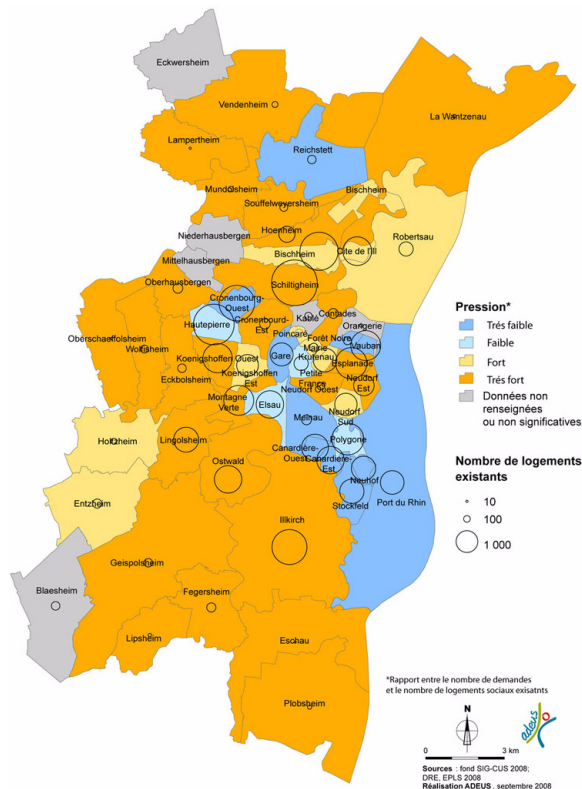 Eckwersheim
Vendenheim
La Wantzenau
Lampertheim
Reichstett
Mundolsheim
Bischheim
Souffelweyersheim
Niederhausbergen
Hoenheim
Robertsau
Bischheim
Cité de l'Ill
Mittelhausbergen
Oberhausbergen
Schiltigheim
Cronenbourg-
Ouest
Hautepierre
Cronenbourd-
Est
Kablé
Contades
Orangerie
Poincaré
Forêt Noire
Oberschaeffolsheim
Wolfisheim
Mairie
Krutenau
Vauban
Koenigshoffen Ouest
Gare
Esplanade
Eckbolsheim
Koenigshoffen
Est
Petite
France
Neudorf
Est
Neudorf Ouest
Montagne
Verte
Elsau
Neudorf
Sud
Meinau
Holtzheim
Lingolsheim
Polygone
Canardière-
Ouest
Canardière-
Est
Ostwald
Neuhof
Entzheim
Stockfeld
Port du Rhin
Illkirch
Geispolsheim
Blaesheim
Fegersheim
Lipsheim
Eschau
Plobsheim
Pression*
Trés faible
Faible
Fort
Trés fort
Données non
renseignées
ou non significatives
Nombre de logements
existants
10
100
1 000
*Rapport entre le nombre de demandes
et le nombre de logements sociaux exisatnts
N
adeus
0 3 km
Sources : fond SIG-CUS 2008;
DRE, EPLS 2008
Réalisation ADEUS , septembre 2008